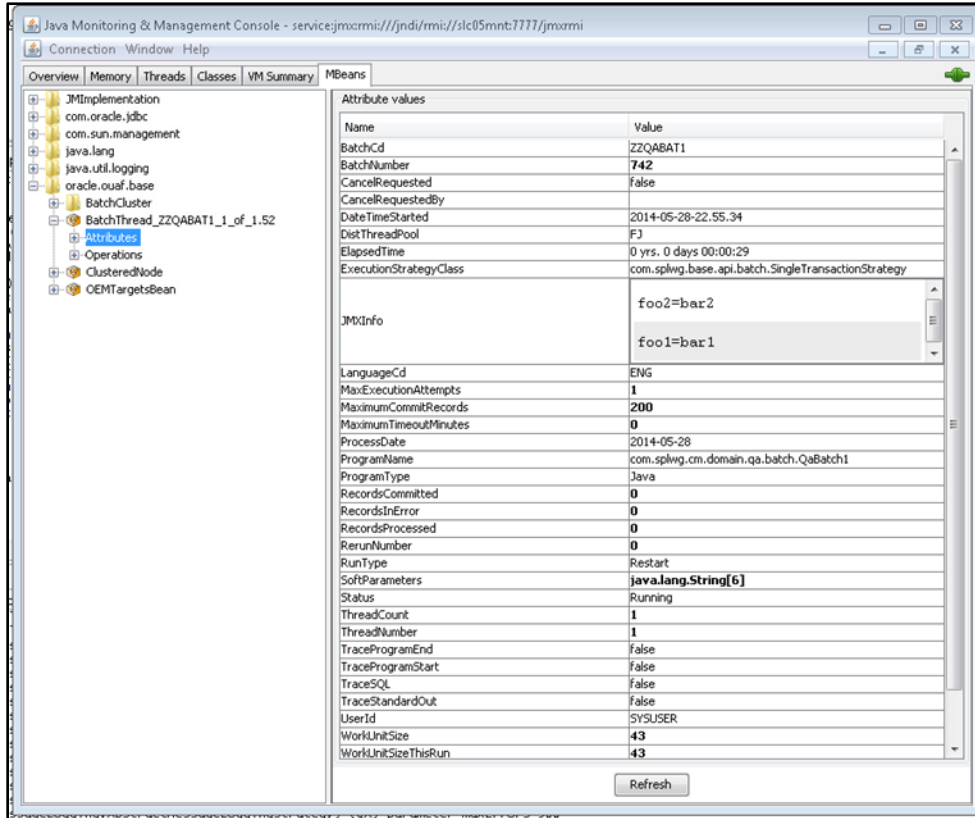 Java Monitoring & Management Console - service:jmx:rmi:///jndi/rmi://slc05mnt:7777/jmxrmi
Connection Window Help
Overview Memory Threads Classes VM Summary MBeans
JMImplementation
com.oracle.jdbc
com.sun.management
java.lang
java.util.logging
oracle.ouaf.base
BatchCluster
BatchThread_ZZQABAT1_1_of_1.52
Attributes
Operations
ClusteredNode
OEMTargetsBean
Attribute values
Name Value
BatchCd ZZQABAT1
BatchNumber 742
CancelRequested false
CancelRequestedBy
DateTimeStarted 2014-05-28-22.55.34
DistThreadPool FJ
ElapsedTime 0 yrs. 0 days 00:00:29
ExecutionStrategyClass com.splwg.base.api.batch.SingleTransactionStrategy
JMXInfo
foo2=bar2
foo1=bar1
LanguageCd ENG
MaxExecutionAttempts 1
MaximumCommitRecords 200
MaximumTimeoutMinutes 0
ProcessDate 2014-05-28
ProgramName com.splwg.cm.domain.qa.batch.QaBatch1
ProgramType Java
RecordsCommitted 0
RecordsInError 0
RecordsProcessed 0
RerunNumber 0
RunType Restart
SoftParameters java.lang.String[6]
Status Running
ThreadCount 1
ThreadNumber 1
TraceProgramEnd false
TraceProgramStart false
TraceSQL false
TraceStandardOut false
UserId SYSUSER
WorkUnitSize 43
WorkUnitSizeThisRun 43
Refresh